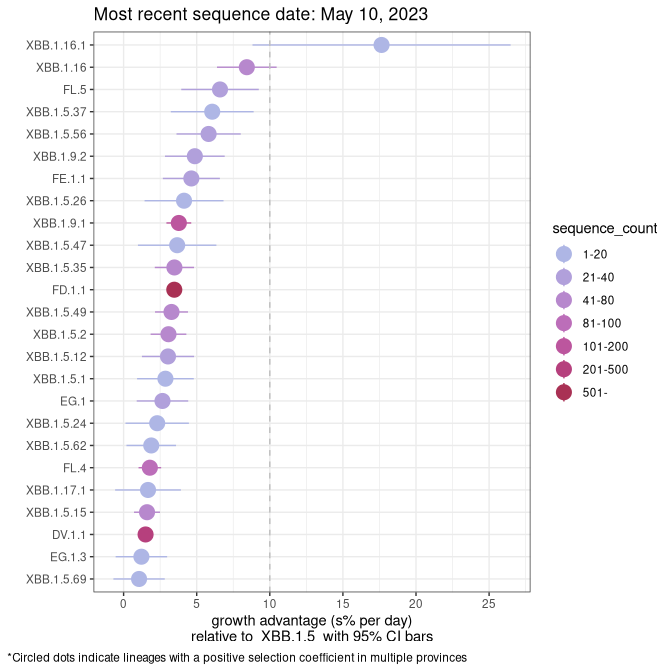 Most recent sequence date: May 10, 2023
XBB.1.16.1
XBB.1.16
FL.5
XBB.1.5.37
XBB.1.5.56
XBB.1.9.2
FE.1.1
XBB.1.5.26
XBB.1.9.1
XBB.1.5.47
XBB.1.5.35
FD.1.1
XBB.1.5.49
XBB.1.5.2
XBB.1.5.12
XBB.1.5.1
EG.1
XBB.1.5.24
XBB.1.5.62
FL.4
XBB.1.17.1
XBB.1.5.15
DV.1.1
EG.1.3
XBB.1.5.69
0 5 10 15 20 25
growth advantage (s% per day)
relative to XBB.1.5 with 95% CI bars
sequence_count
1-20
21-40
41-80
81-100
101-200
201-500
501-
*Circled dots indicate lineages with a positive selection coefficient in multiple provinces